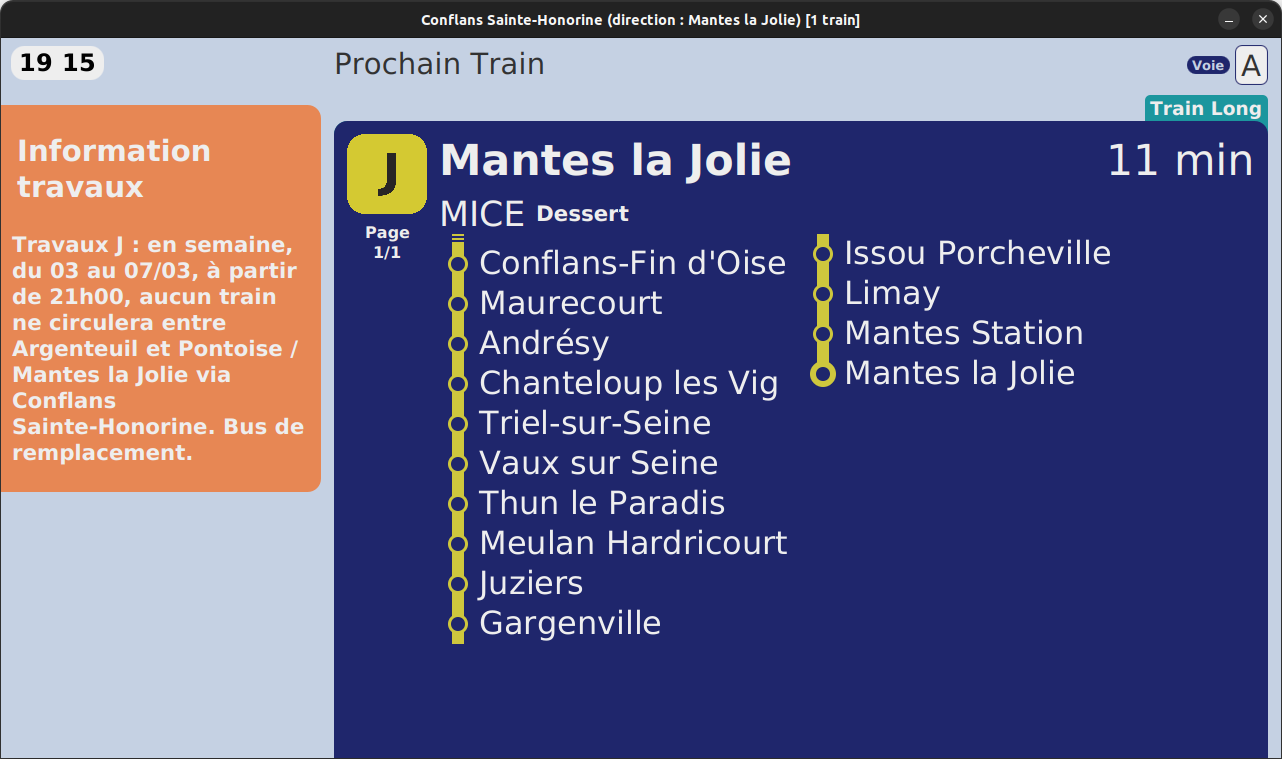 Conflans Sainte-Honorine (direction : Mantes la Jolie) [1 train]
19 15
Prochain Train
Voie A
Train Long
Information
travaux
Travaux J : en semaine,
du 03 au 07/03, à partir
de 21h00, aucun train
ne circulera entre
Argenteuil et Pontoise /
Mantes la Jolie via
Conflans
Sainte-Honorine. Bus de
remplacement.
J
Mantes la Jolie
11 min
MICE Dessert
Page
1/1
Conflans-Fin d'Oise
Maurecourt
Andrésy
Chanteloup les Vig
Triel-sur-Seine
Vaux sur Seine
Thun le Paradis
Meulan Hardricourt
Juziers
Gargenville
Issou Porcheville
Limay
Mantes Station
Mantes la Jolie